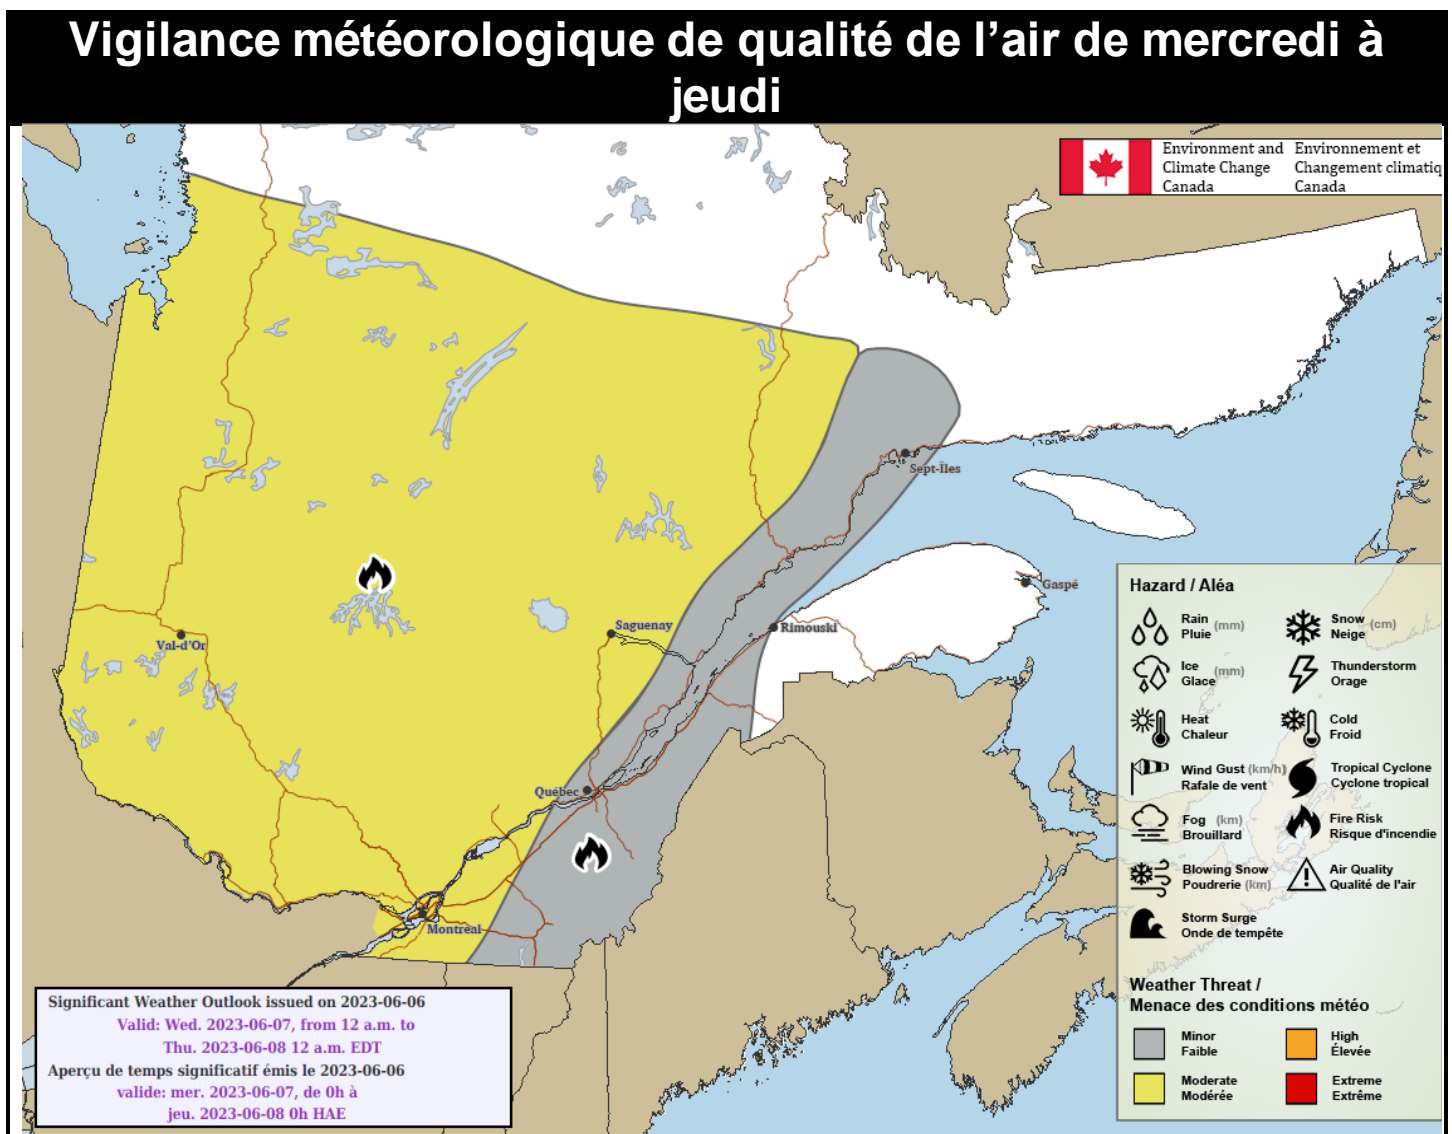 Vigilance météorologique de qualité de l’air de mercredi à
jeudi
Environment and
Climate Change
Canada
Environnement et
Changement climatiq
Canada
Sept-Îles
Gaspé
Rimouski
Saguenay
Val-d'Or
Québec
Montréal
Hazard / Aléa
Rain
Pluie (mm)
Snow
Neige (cm)
Ice
Glace (mm)
Thunderstorm
Orage
Heat
Chaleur
Cold
Froid
Wind Gust (km/h)
Rafale de vent
Tropical Cyclone
Cyclone tropical
Fog (km)
Brouillard
Fire Risk
Risque d'incendie
Blowing Snow
Poudrerie (km)
Air Quality
Qualité de l'air
Storm Surge
Onde de tempête
Weather Threat /
Menace des conditions météo
Minor
Faible
High
Élevée
Moderate
Modérée
Extreme
Extrême
Significant Weather Outlook issued on 2023-06-06
Valid: Wed. 2023-06-07, from 12 a.m. to
Thu. 2023-06-08 12 a.m. EDT
Aperçu de temps significatif émis le 2023-06-06
valide: mer. 2023-06-07, de 0h à
jeu. 2023-06-08 0h HAE